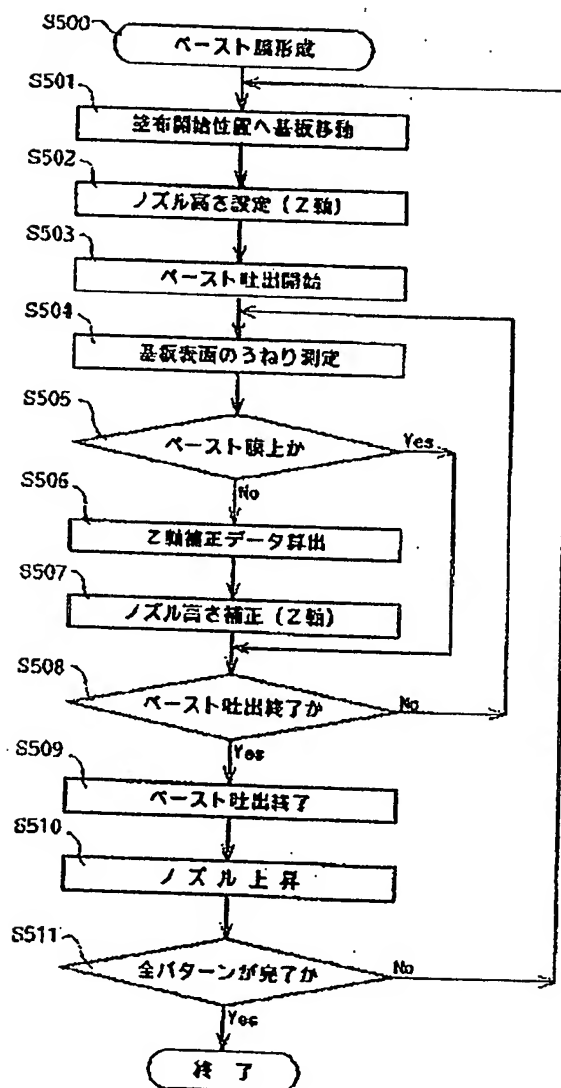 S500
ペースト膜形成
S501
塗布開始位置へ基板移動
S502
ノズル高さ設定(Z軸)
S503
ペースト吐出開始
S504
基板表面のうねり測定
S505
ペースト膜上か
Yes
No
S506
Z軸補正データ算出
S507
ノズル高さ補正(Z軸)
S508
ペースト吐出終了か
No
Yes
S509
ペースト吐出終了
S510
ノズル上昇
S511
全パターンが完了か
No
Yes
終了